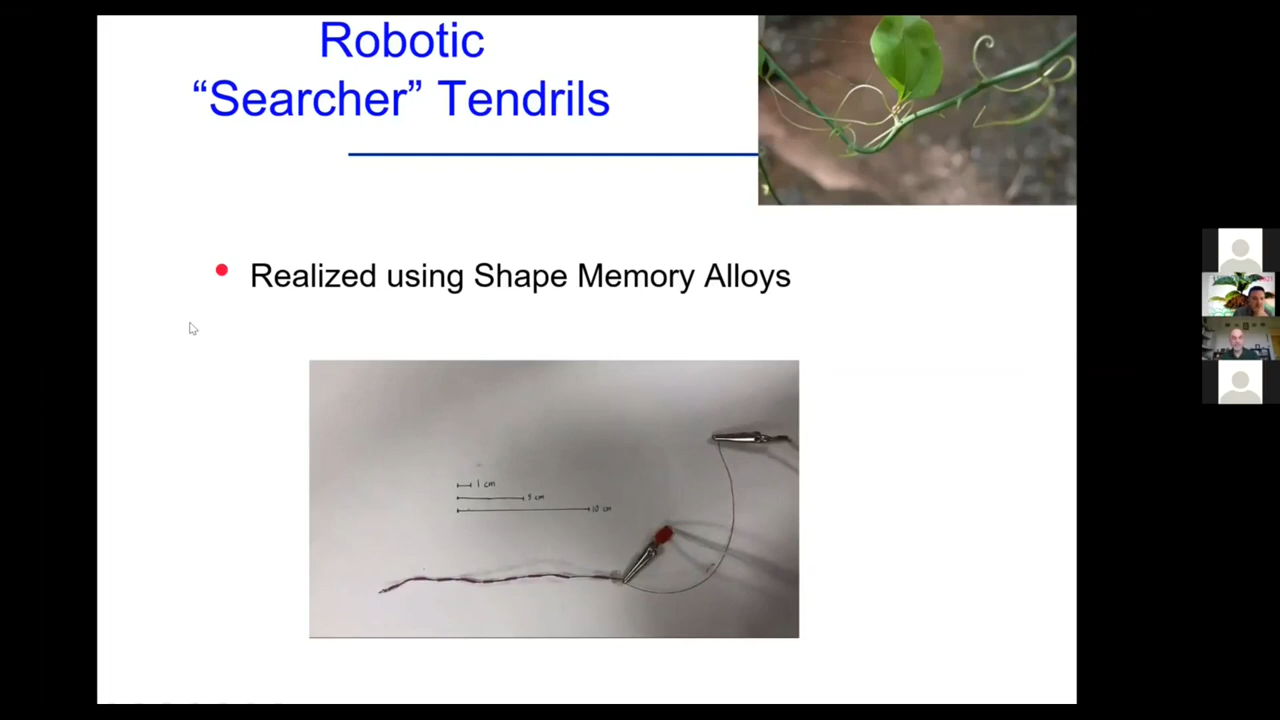 Robotic
“Searcher” Tendrils
• Realized using Shape Memory Alloys
1 cm
5 cm
10 cm